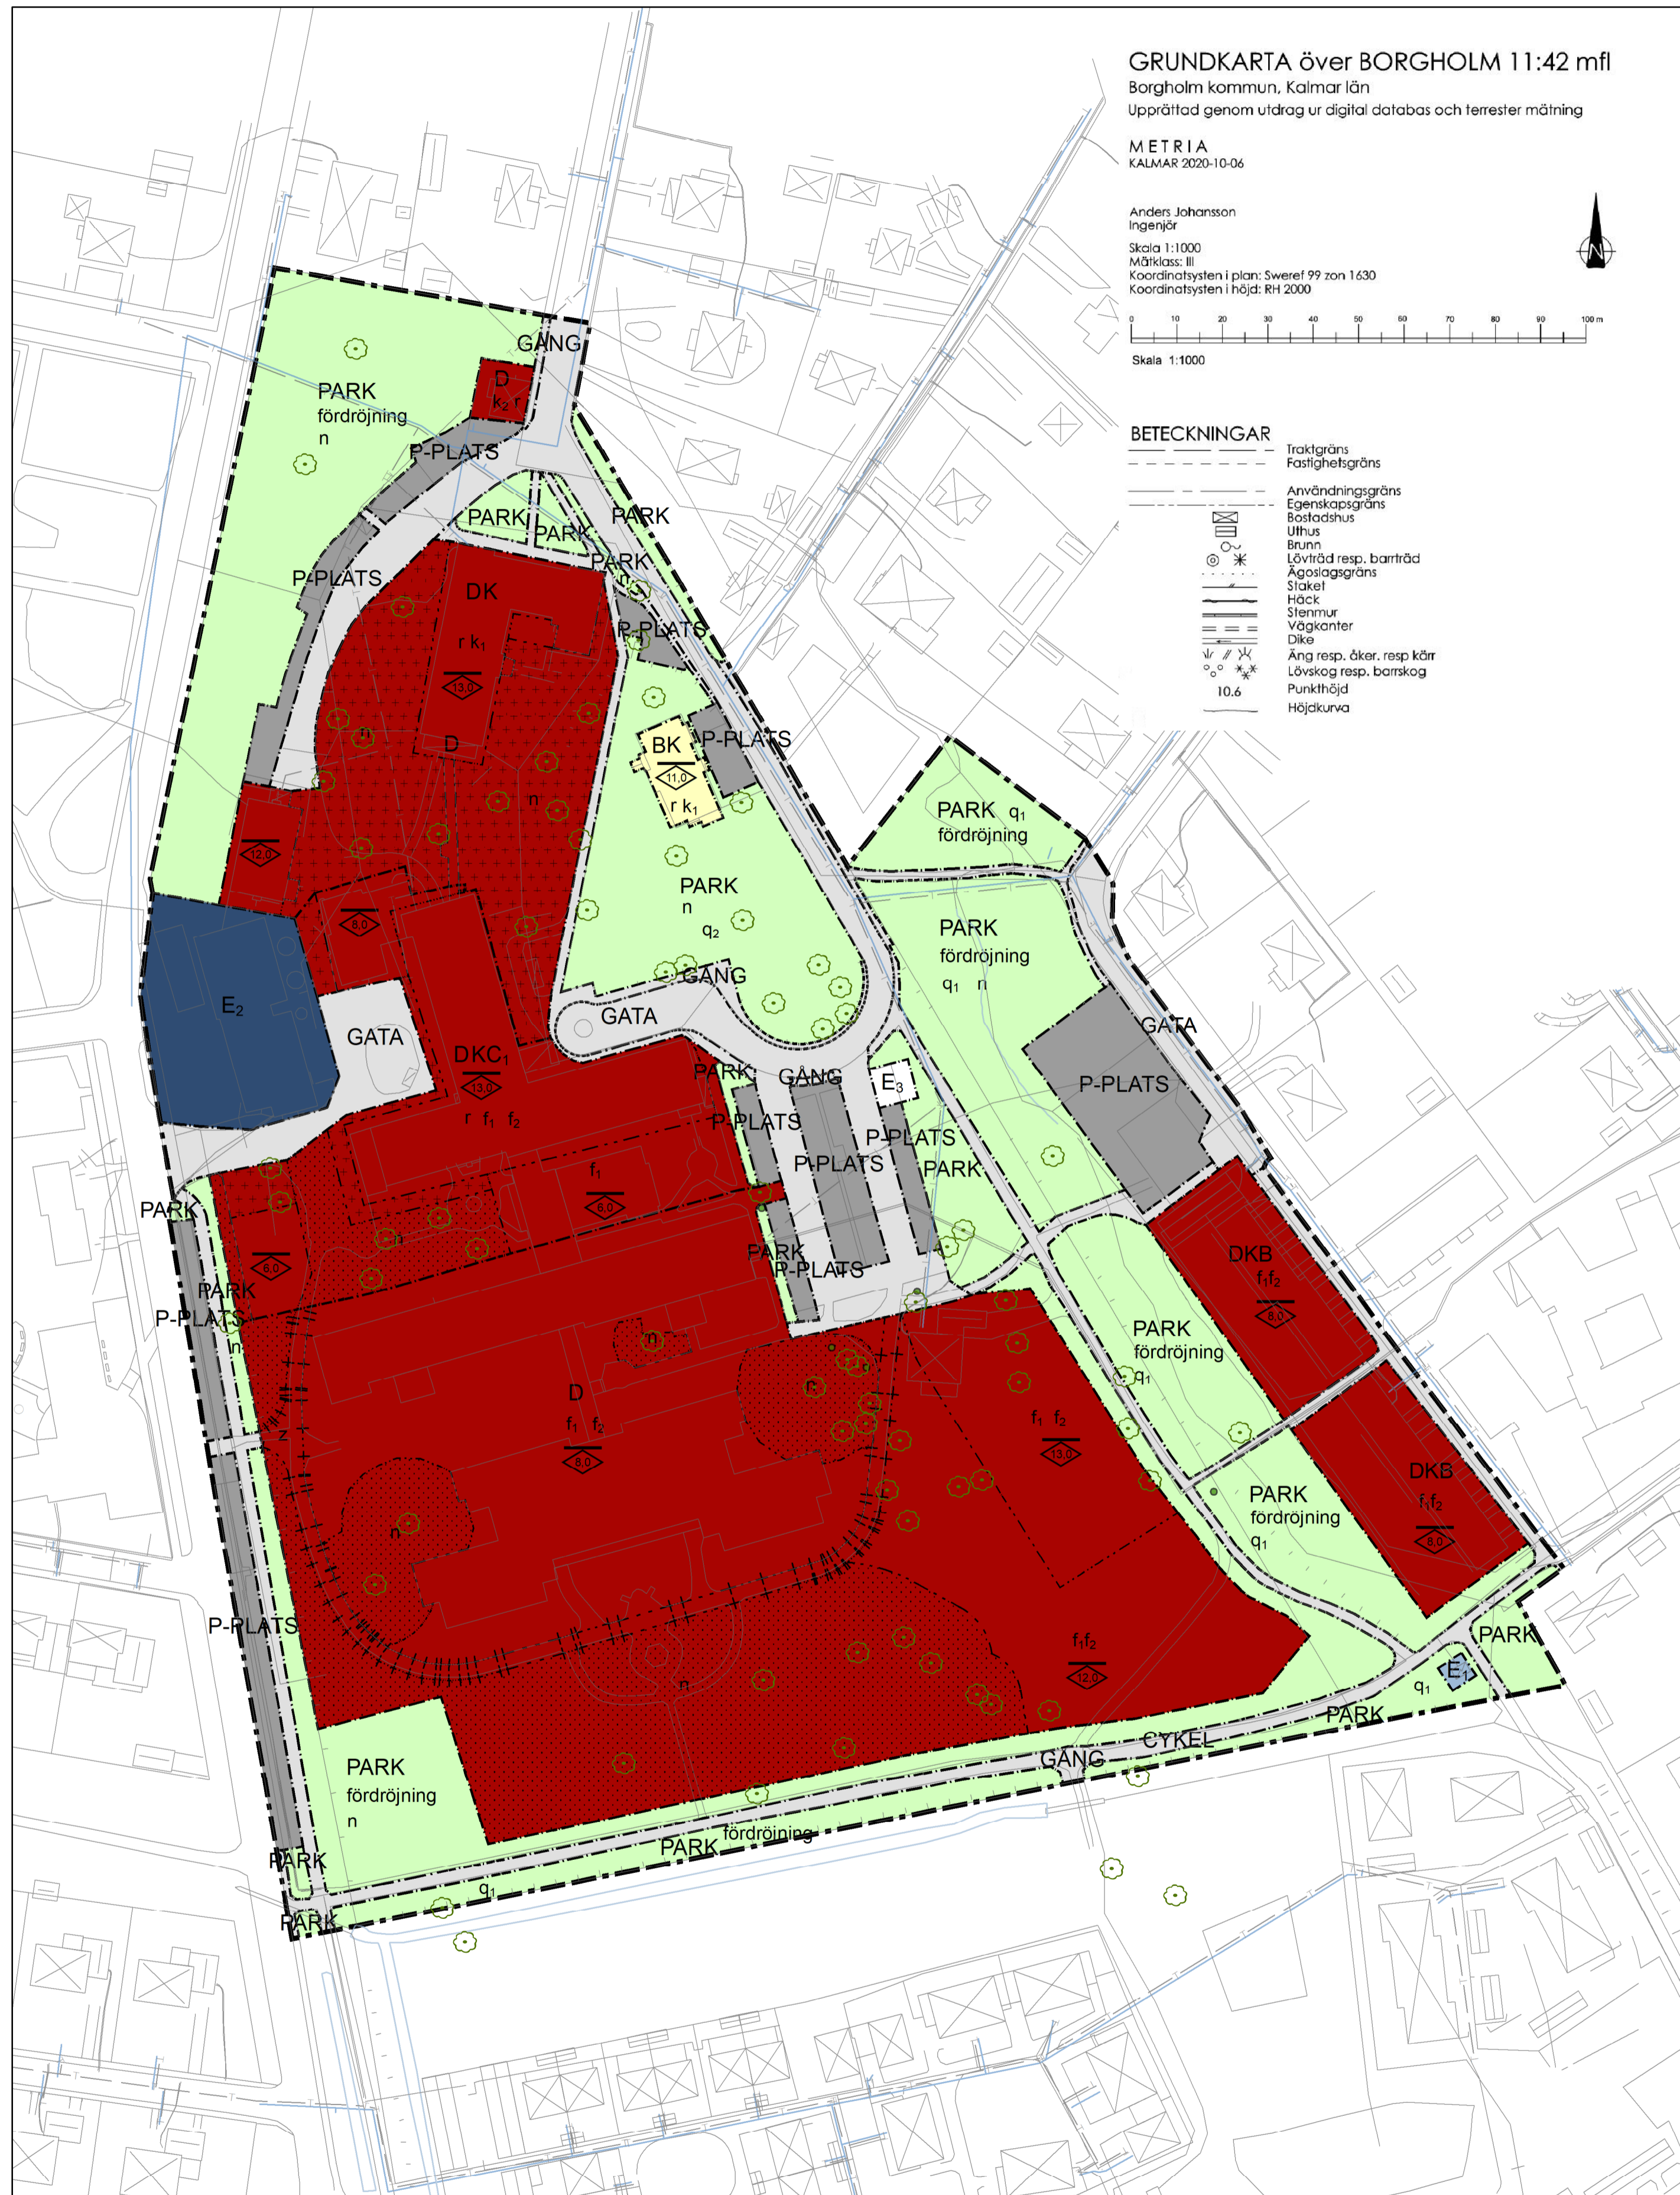 GRUNDKARTA över BORGHOLM 11:42 mfl
Borgholm kommun, Kalmar län
Upprättad genom utdrag ur digital databas och terrester mätning
METRIA
KALMAR 2020-10-06
Anders Johansson
Ingenjör
Skala 1:1000
Mätklass: III
Koordinatsysten i plan: Sweref 99 zon 1630
Koordinatsysten i höjd: RH 2000
0 10 20 30 40 50 60 70 80 90 100 m
Skala 1:1000
BETECKNINGAR
Traktgräns
Fastighetsgräns
Användningsgräns
Egenskapsgräns
Bostadshus
Uthus
Brunn
Lövträd resp. barrträd
Ägoslagsgräns
Staket
Häck
Stenmur
Vägkanter
Dike
Äng resp. åker. resp kärr
Lövskog resp. barrskog
10.6 Punkthöjd
Höjdkurva
N
GÅNG
D
k₂ r
PARK
fördröjning
n
P-PLATS
PARK
PARK
PARK
PARK
n
P-PLATS
DK
r k₁
13,0
P-PLATS
n
D
BK
11,0
r k₁
P-PLATS
n
12,0
PARK q₁
fördröjning
PARK
n
q₂
8,0
PARK
fördröjning
q₁ n
GÅNG
E₂
GATA
GATA
GATA
DKC₁
13,0
r f₁ f₂
PARK
GÅNG
E₃
P-PLATS
P-PLATS
P-PLATS
P-PLATS
PARK
f₁
6,0
PARK
6,0
PARK
P-PLATS
PARK
P-PLATS
n
n
DKB
f₁f₂
8,0
PARK
fördröjning
q₁
D
f₁ f₂
8,0
n
z
f₁ f₂
13,0
DKB
f₁f₂
8,0
PARK
fördröjning
q₁
n
P-PLATS
f₁f₂
12,0
n
PARK
E₁
q₁
PARK
CYKEL
GÅNG
PARK
fördröjning
n
fördröjning
PARK
PARK
q₁
PARK